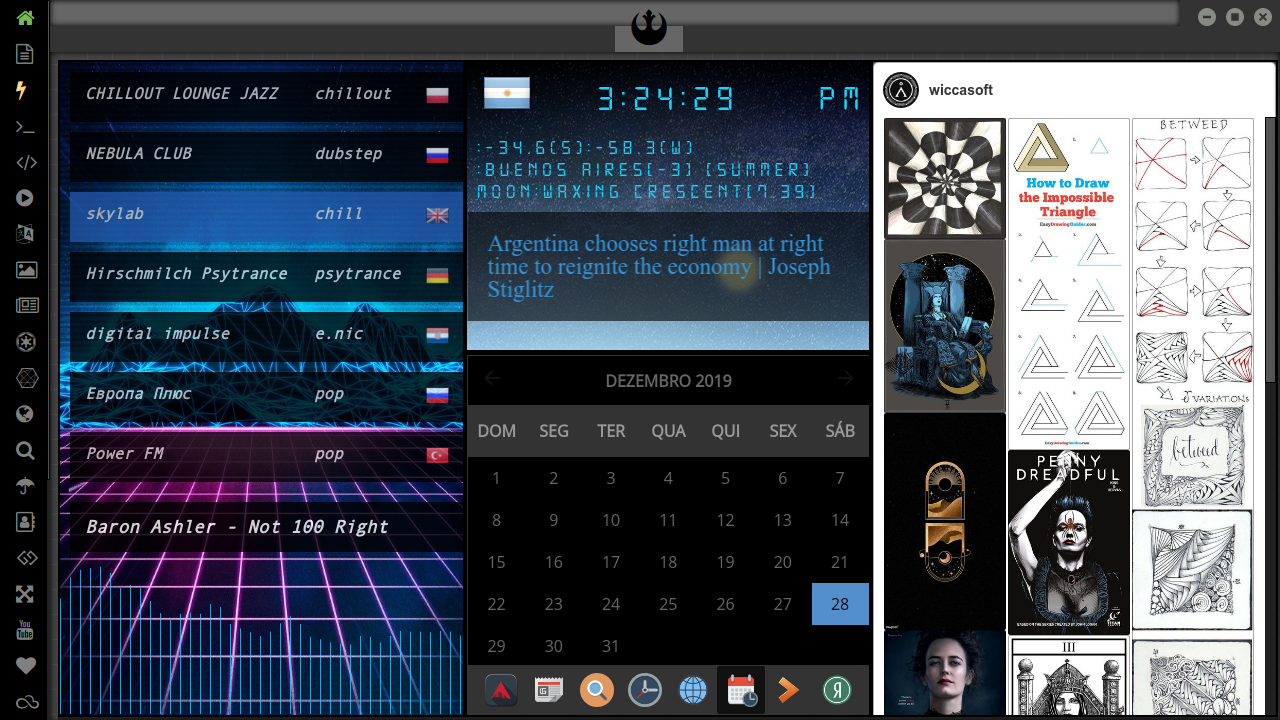 CHILLOUT LOUNGE JAZZ chillout
NEBULA CLUB dubstep
skylab chill
Hirschmilch Psytrance psytrance
digital impulse e.nic
Европа Плюс pop
Power FM pop
Baron Ashler - Not 100 Right
3:24:29 PM
:-34.6(S):-58.3(W)
:BUENOS AIRES(-3) (SUMMER)
MOON:WAXING CRESCENT(7.39)
Argentina chooses right man at right
time to reignite the economy | Joseph
Stiglitz
DEZEMBRO 2019
DOM SEG TER QUA QUI SEX SÁB
1 2 3 4 5 6 7
8 9 10 11 12 13 14
15 16 17 18 19 20 21
22 23 24 25 26 27 28
29 30 31
Я
You
Tube
wiccasoft
How to Draw
the Impossible
Triangle
EasyDrawingGuides.com
EasyDrawingGuides.com
PENNY
DREADFUL
BETWEED
VARIATIONS
III